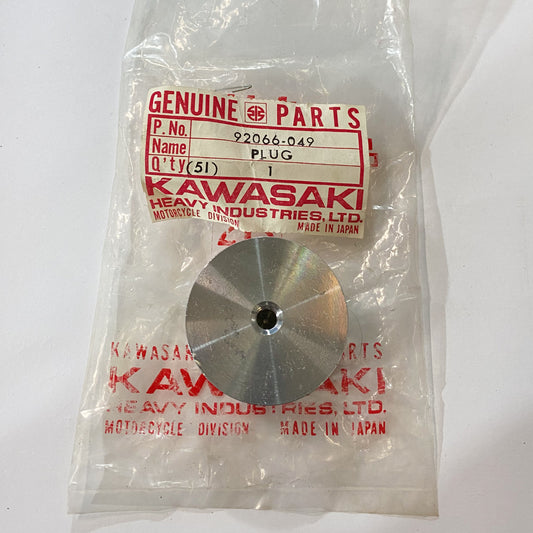 GENUINE PARTS
P. No. 92066-049
Name PLUG
Q'ty (51) 1
KAWASAKI
HEAVY INDUSTRIES, LTD.
MOTORCYCLE DIVISION MADE IN JAPAN
KAWASAKI
HEAVY INDUSTRIES, LTD.
MOTORCYCLE DIVISION MADE IN JAPAN